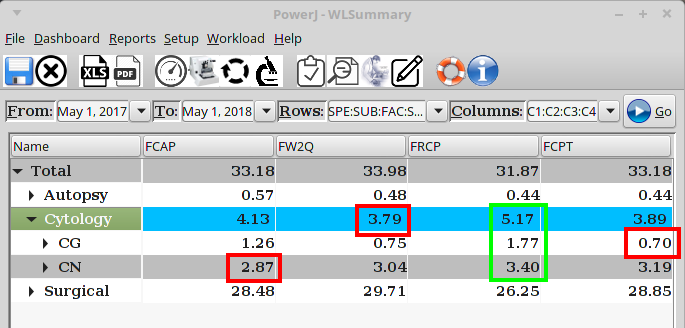 PowerJ - WLSummary
File Dashboard Reports Setup Workload Help
XLS PDF
From: May 1, 2017 To: May 1, 2018 Rows: SPE:SUB:FAC:S... Columns: C1:C2:C3:C4 Go
Name FCAP FW2Q FRCP FCPT
Total 33.18 33.98 31.87 33.18
Autopsy 0.57 0.48 0.44 0.44
Cytology 4.13 3.79 5.17 3.89
CG 1.26 0.75 1.77 0.70
CN 2.87 3.04 3.40 3.19
Surgical 28.48 29.71 26.25 28.85